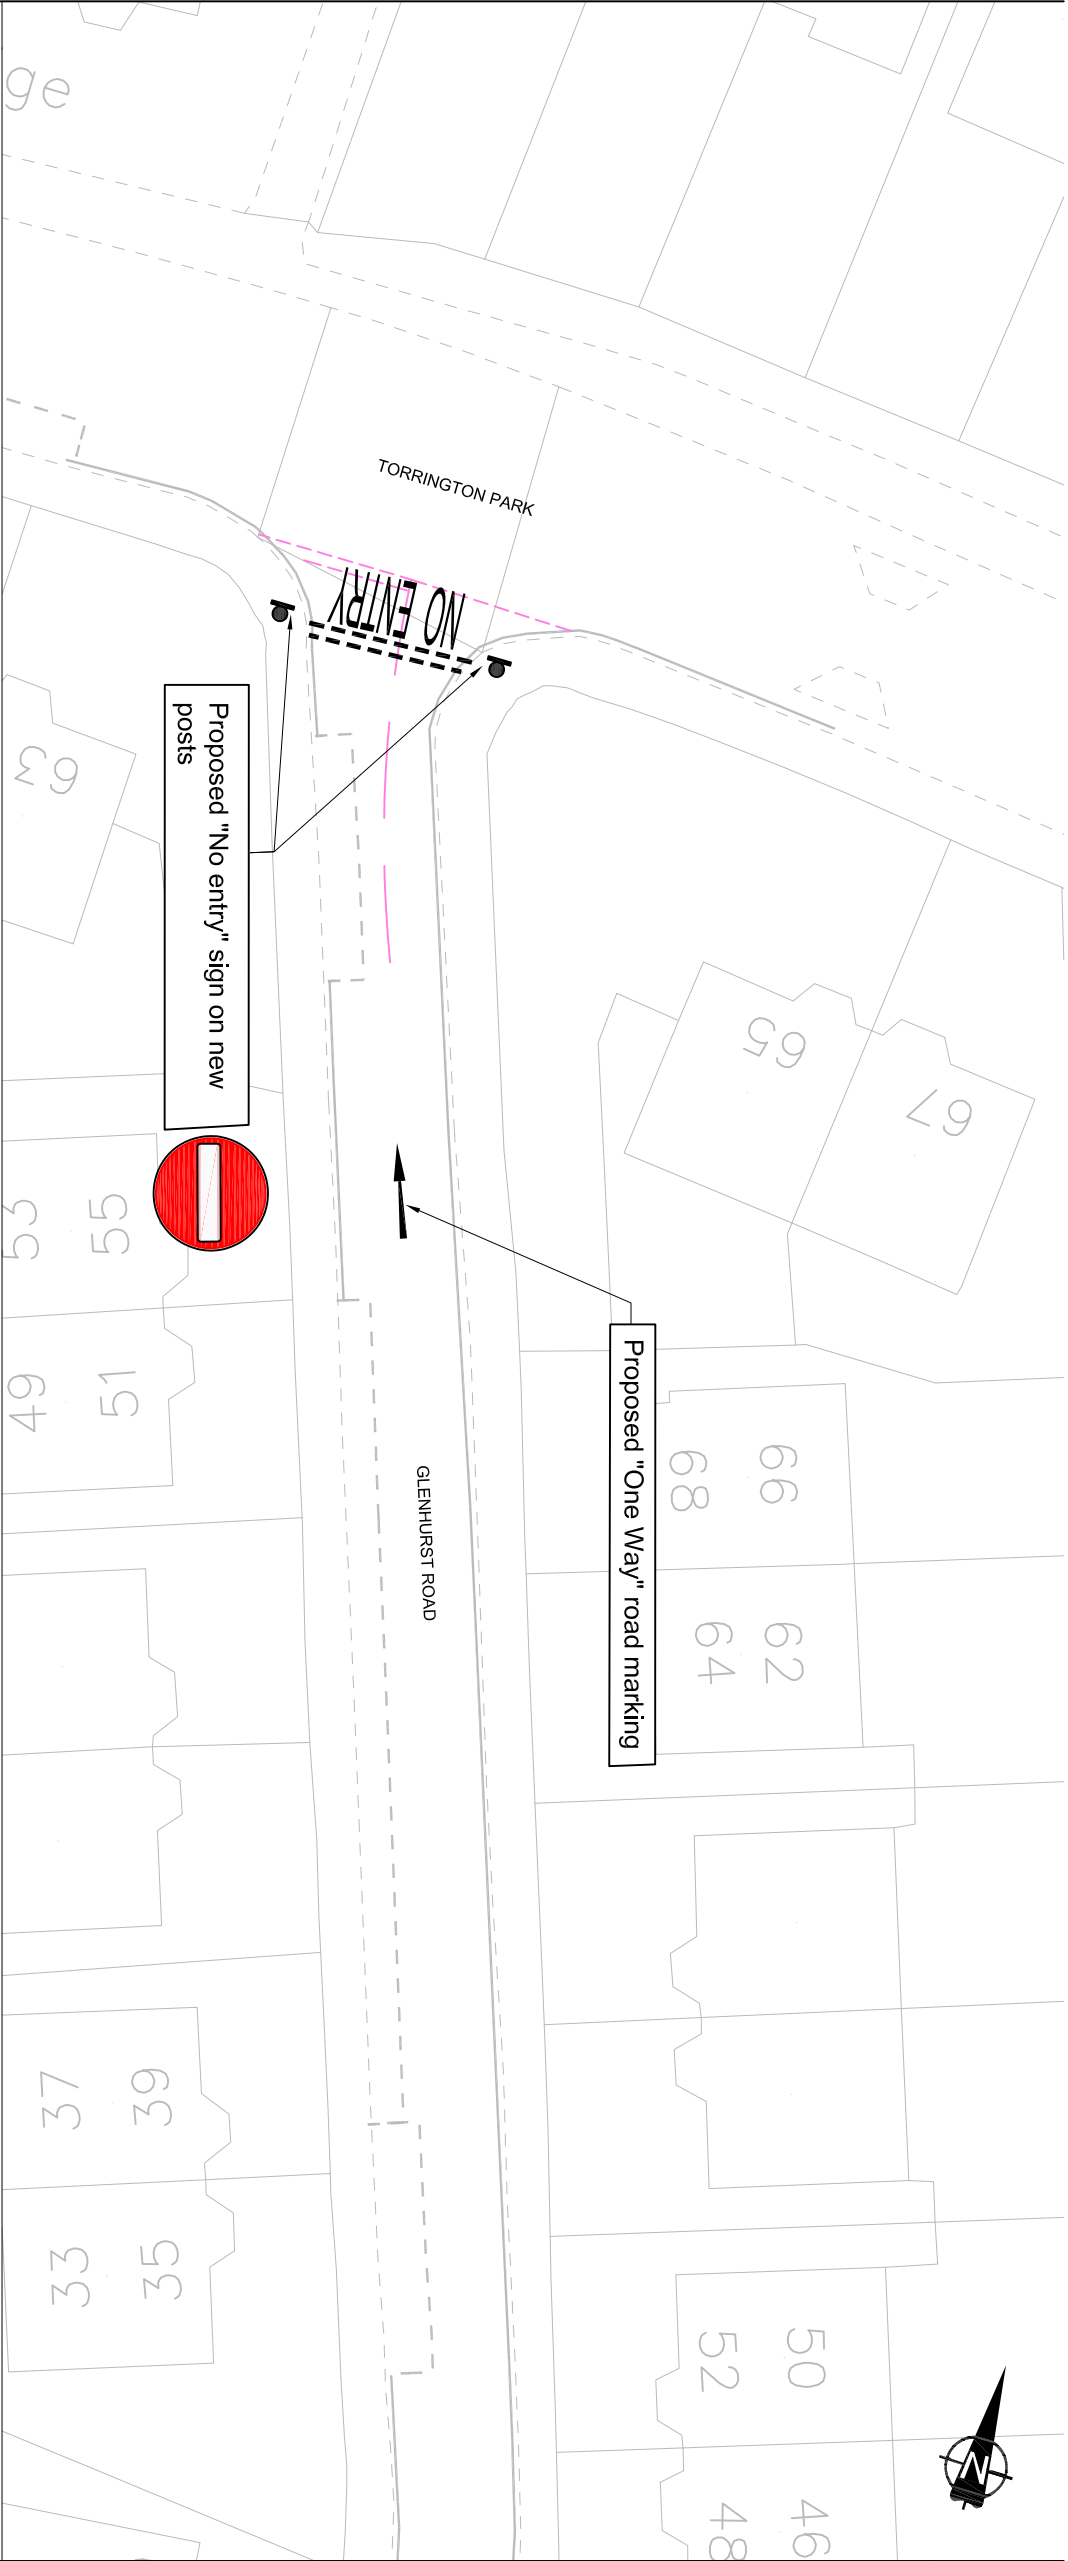 ge
TORRINGTON PARK
NO ENTRY
Proposed "No entry" sign on new
posts
63
65
67
53
55
49
51
Proposed "One Way" road marking
GLENHURST ROAD
68
66
64
62
37
39
33
35
52
50
48
46
N